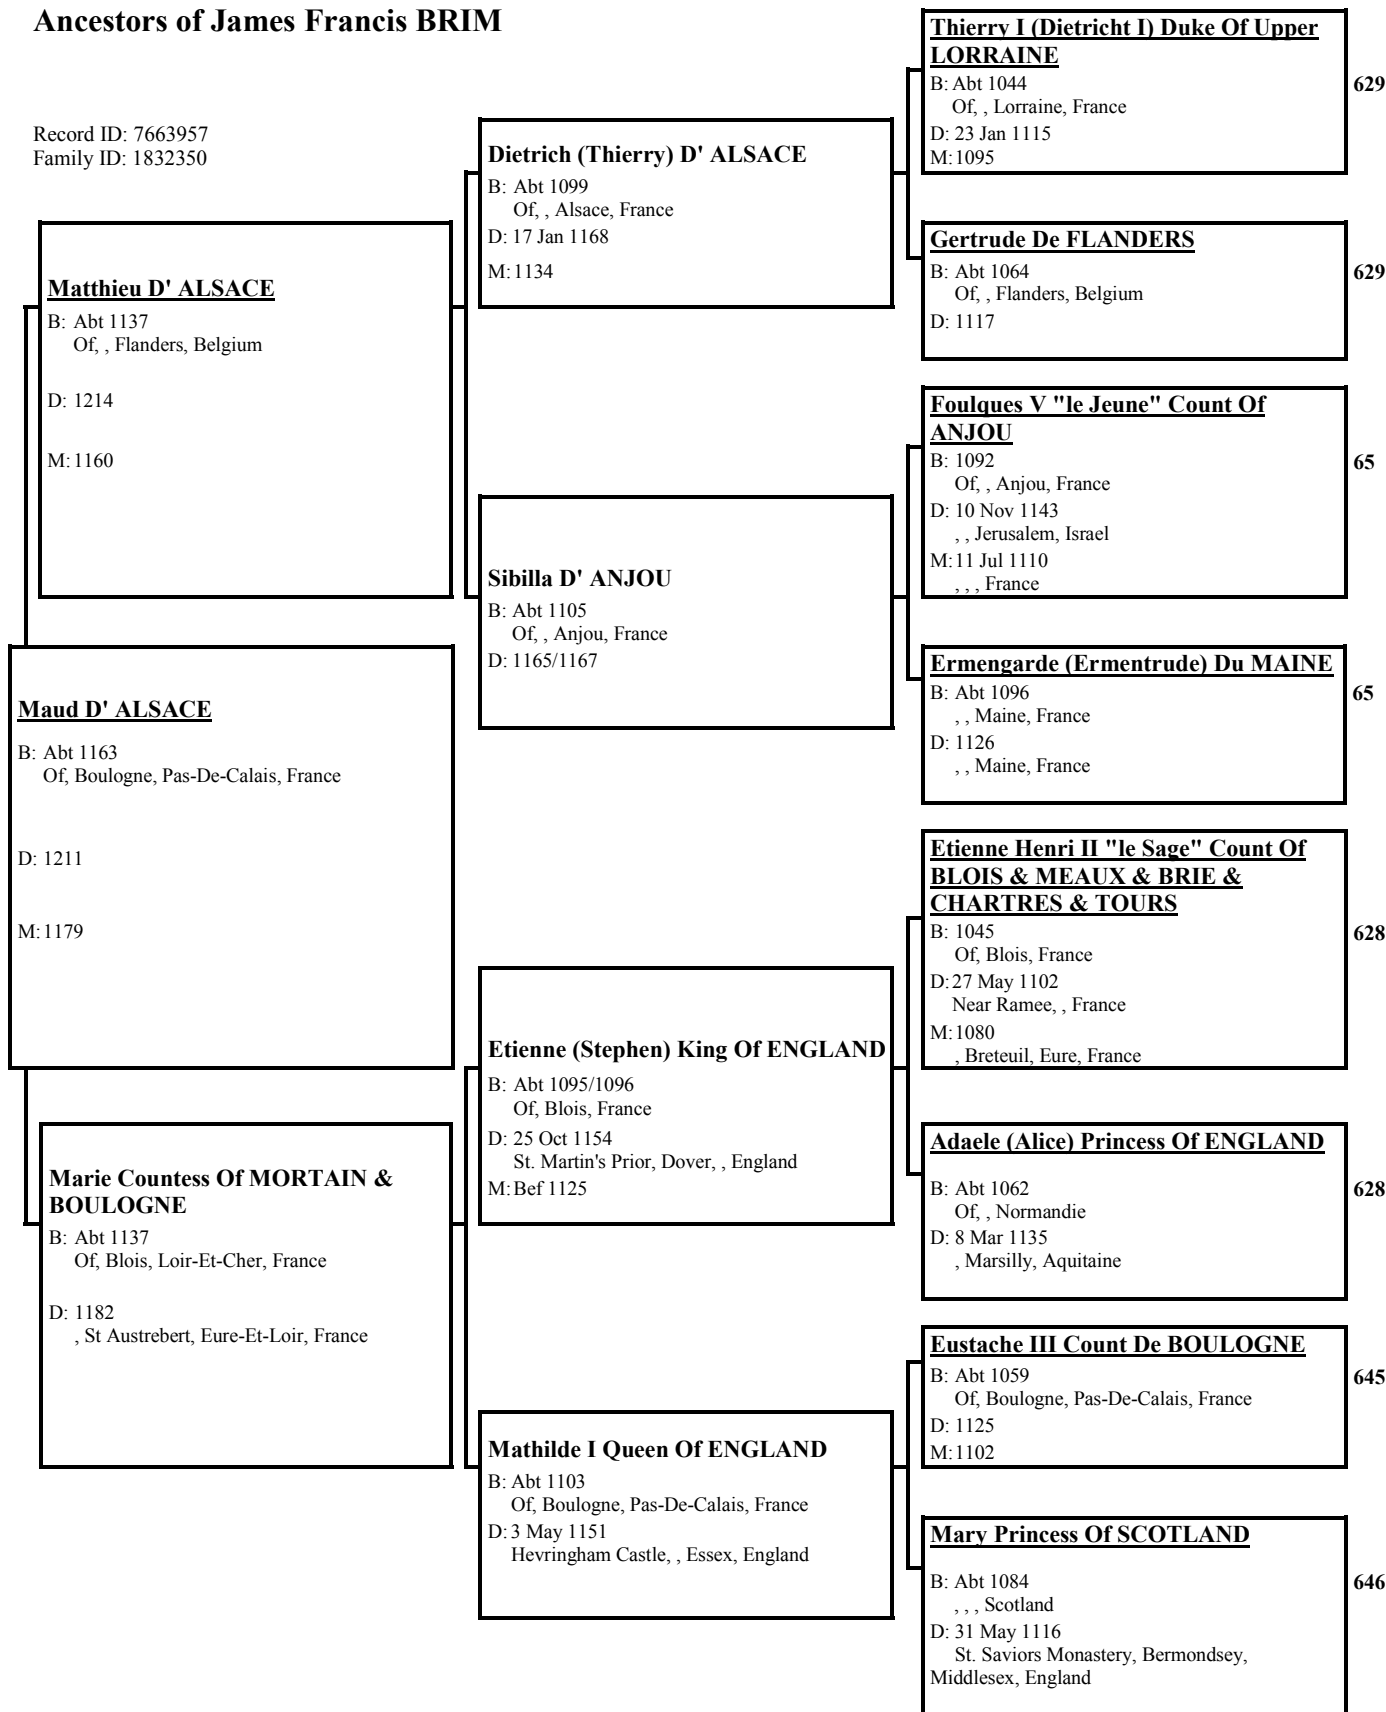 Ancestors of James Francis BRIM
Record ID: 7663957
Family ID: 1832350
Maud D' ALSACE
B: Abt 1163
Of, Boulogne, Pas-De-Calais, France
D: 1211
M: 1179
Matthieu D' ALSACE
B: Abt 1137
Of, , Flanders, Belgium
D: 1214
M: 1160
Marie Countess Of MORTAIN &
BOULOGNE
B: Abt 1137
Of, Blois, Loir-Et-Cher, France
D: 1182
, St Austrebert, Eure-Et-Loir, France
Dietrich (Thierry) D' ALSACE
B: Abt 1099
Of, , Alsace, France
D: 17 Jan 1168
M: 1134
Sibilla D' ANJOU
B: Abt 1105
Of, , Anjou, France
D: 1165/1167
Etienne (Stephen) King Of ENGLAND
B: Abt 1095/1096
Of, Blois, France
D: 25 Oct 1154
St. Martin's Prior, Dover, , England
M: Bef 1125
Mathilde I Queen Of ENGLAND
B: Abt 1103
Of, Boulogne, Pas-De-Calais, France
D: 3 May 1151
Hevringham Castle, , Essex, England
Thierry I (Dietricht I) Duke Of Upper
LORRAINE
B: Abt 1044
Of, , Lorraine, France
D: 23 Jan 1115
M: 1095
629
Gertrude De FLANDERS
B: Abt 1064
Of, , Flanders, Belgium
D: 1117
629
Foulques V "le Jeune" Count Of
ANJOU
B: 1092
Of, , Anjou, France
D: 10 Nov 1143
, , Jerusalem, Israel
M: 11 Jul 1110
, , , France
65
Ermengarde (Ermentrude) Du MAINE
B: Abt 1096
, , Maine, France
D: 1126
, , Maine, France
65
Etienne Henri II "le Sage" Count Of
BLOIS & MEAUX & BRIE &
CHARTRES & TOURS
B: 1045
Of, Blois, France
D: 27 May 1102
Near Ramee, , France
M: 1080
, Breteuil, Eure, France
628
Adaele (Alice) Princess Of ENGLAND
B: Abt 1062
Of, , Normandie
D: 8 Mar 1135
, Marsilly, Aquitaine
628
Eustache III Count De BOULOGNE
B: Abt 1059
Of, Boulogne, Pas-De-Calais, France
D: 1125
M: 1102
645
Mary Princess Of SCOTLAND
B: Abt 1084
, , , Scotland
D: 31 May 1116
St. Saviors Monastery, Bermondsey,
Middlesex, England
646